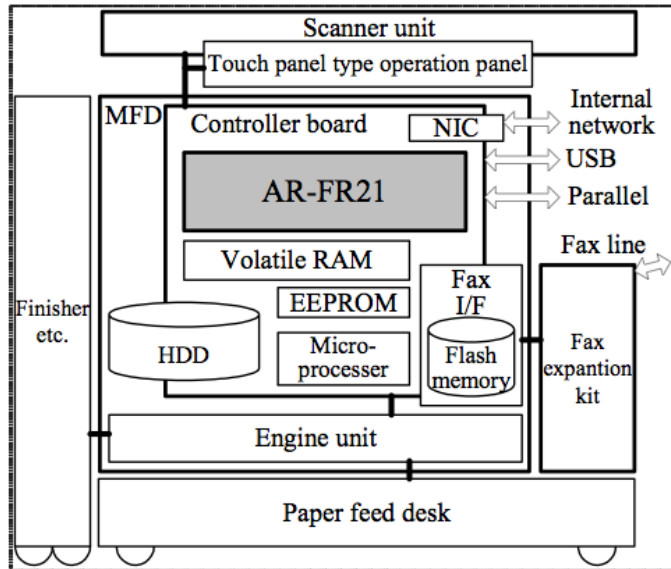 Scanner unit
Touch panel type operation panel
MFD
Controller board
NIC
Internal
network
USB
Parallel
AR-FR21
Volatile RAM
EEPROM
Micro-
processer
HDD
Fax
I/F
Flash
memory
Fax line
Fax
expantion
kit
Finisher
etc.
Engine unit
Paper feed desk